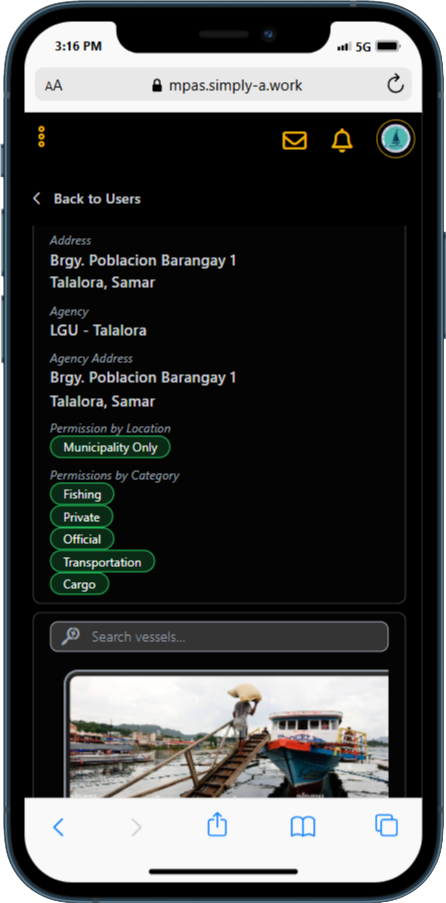 3:16 PM
5G
AA
mpas.simply-a.work
Back to Users
Address
Brgy. Poblacion Barangay 1
Talalora, Samar
Agency
LGU - Talalora
Agency Address
Brgy. Poblacion Barangay 1
Talalora, Samar
Permission by Location
Municipality Only
Permissions by Category
Fishing
Private
Official
Transportation
Cargo
Search vessels...